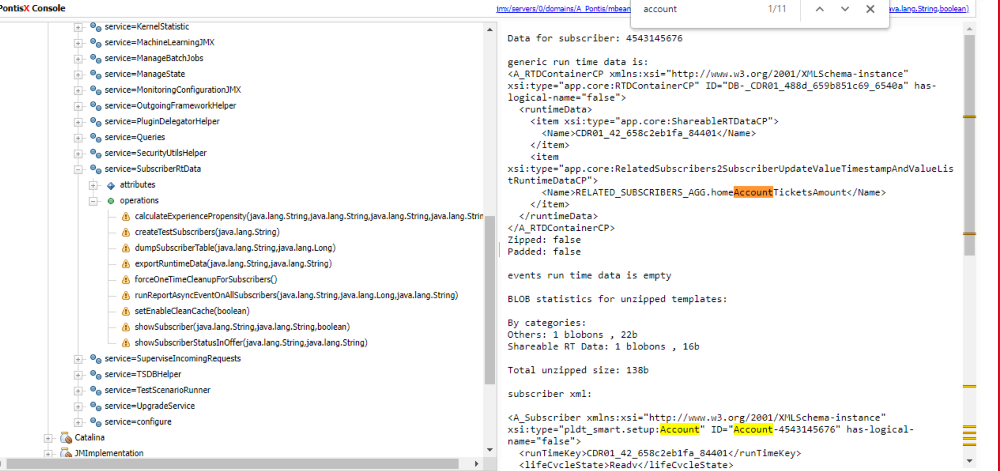 PontisX Console
jmx/servers/0/domains/A_Pontis/mbean
account
1/11
ava.lang.String,boolean)
service=KernelStatistic
service=MachineLearningJMX
service=ManageBatchJobs
service=ManageState
service=MonitoringConfigurationJMX
service=OutgoingFrameworkHelper
service=PluginDelegatorHelper
service=Queries
service=SecurityUtilsHelper
service=SubscriberRtData
attributes
operations
calculateExperiencePropensity(java.lang.String,java.lang.String,java.lang.String,java.lang.Strin
createTestSubscribers(java.lang.String)
dumpSubscriberTable(java.lang.String,java.lang.Long)
exportRuntimeData(java.lang.String,java.lang.String)
forceOneTimeCleanupForSubscribers()
runReportAsyncEventOnAllSubscribers(java.lang.String,java.lang.Long,java.lang.String)
setEnableCleanCache(boolean)
showSubscriber(java.lang.String,java.lang.String,boolean)
showSubscriberStatusInOffer(java.lang.String,java.lang.String)
service=SuperviseIncomingRequests
service=TSDBHelper
service=TestScenarioRunner
service=UpgradeService
service=configure
Catalina
JMImplementation
Data for subscriber: 4543145676
generic run time data is:
<A_RTDContainerCP xmlns:xsi="http://www.w3.org/2001/XMLSchema-instance"
xsi:type="app.core:RTDContainerCP" ID="DB-_CDR01_488d_659b851c69_6540a" has-
logical-name="false">
<runtimeData>
<item xsi:type="app.core:ShareableRTDataCP">
<Name>CDR01_42_658c2eb1fa_84401</Name>
</item>
<item
xsi:type="app.core:RelatedSubscribers2SubscriberUpdateValueTimestampAndValueLis
tRuntimeDataCP">
<Name>RELATED_SUBSCRIBERS_AGG.homeAccountTicketsAmount</Name>
</item>
</runtimeData>
</A_RTDContainerCP>
Zipped: false
Padded: false
events run time data is empty
BLOB statistics for unzipped templates:
By categories:
Others: 1 blobons , 22b
Shareable RT Data: 1 blobons , 16b
Total unzipped size: 138b
subscriber xml:
<A_Subscriber xmlns:xsi="http://www.w3.org/2001/XMLSchema-instance"
xsi:type="pldt_smart.setup:Account" ID="Account-4543145676" has-logical-
name="false">
<runTimeKey>CDR01_42_658c2eb1fa_84401</runTimeKey>
<lifeCycleState>Ready</lifeCycleState>